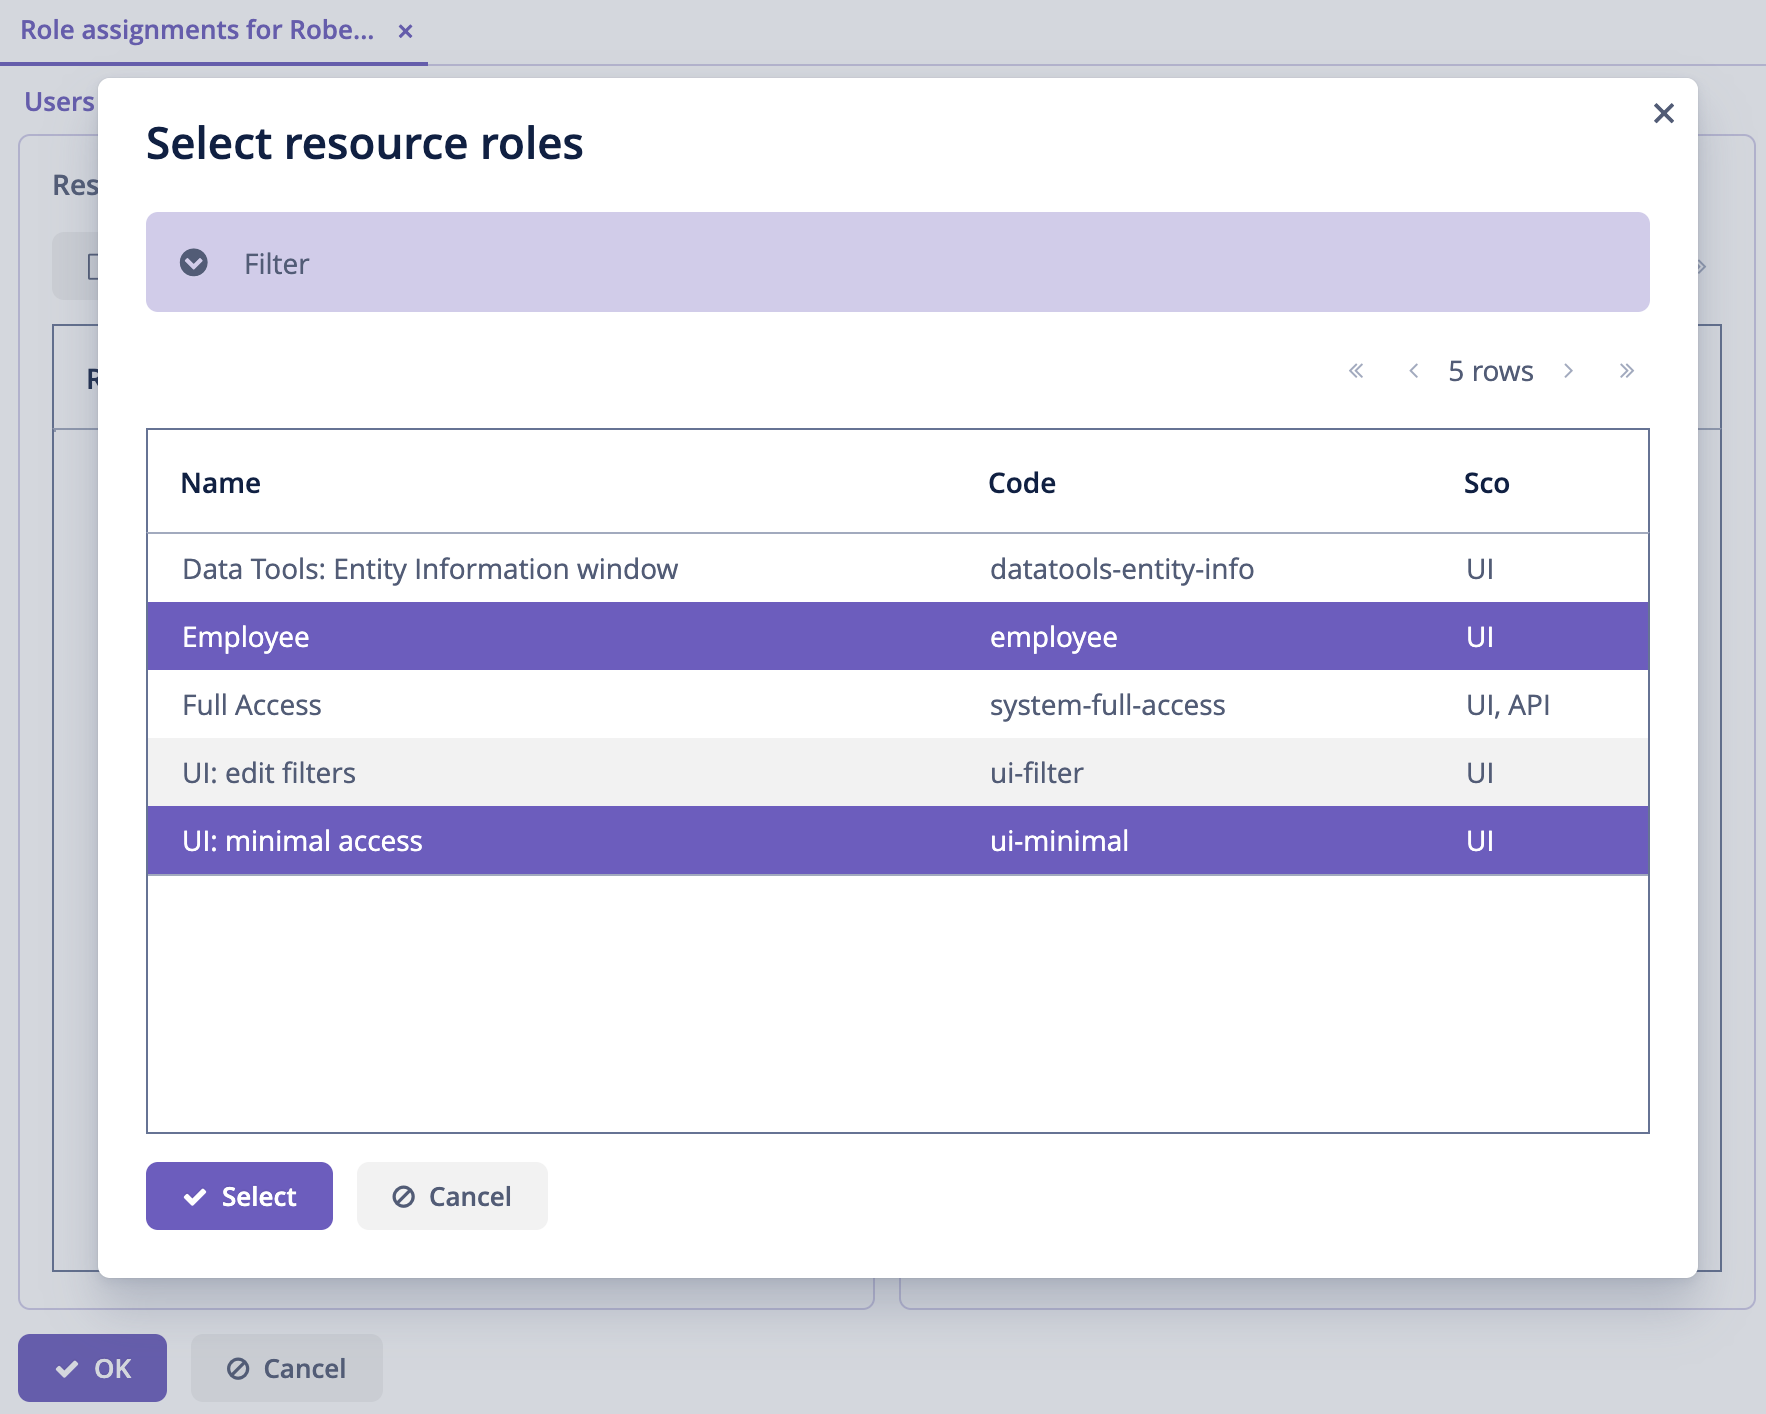 Role assignments for Robe...
Users
Select resource roles
Res
Filter
5 rows
R
Name Code Sco
Data Tools: Entity Information window datatools-entity-info UI
Employee employee UI
Full Access system-full-access UI, API
UI: edit filters ui-filter UI
UI: minimal access ui-minimal UI
Select Cancel
OK Cancel